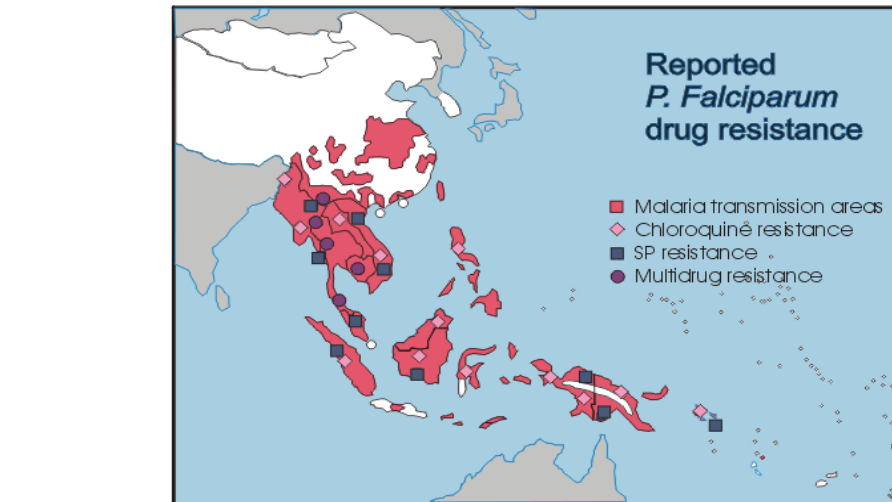 Reported
P. Falciparum
drug resistance
Malaria transmission areas
Chloroquine resistance
SP resistance
Multidrug resistance